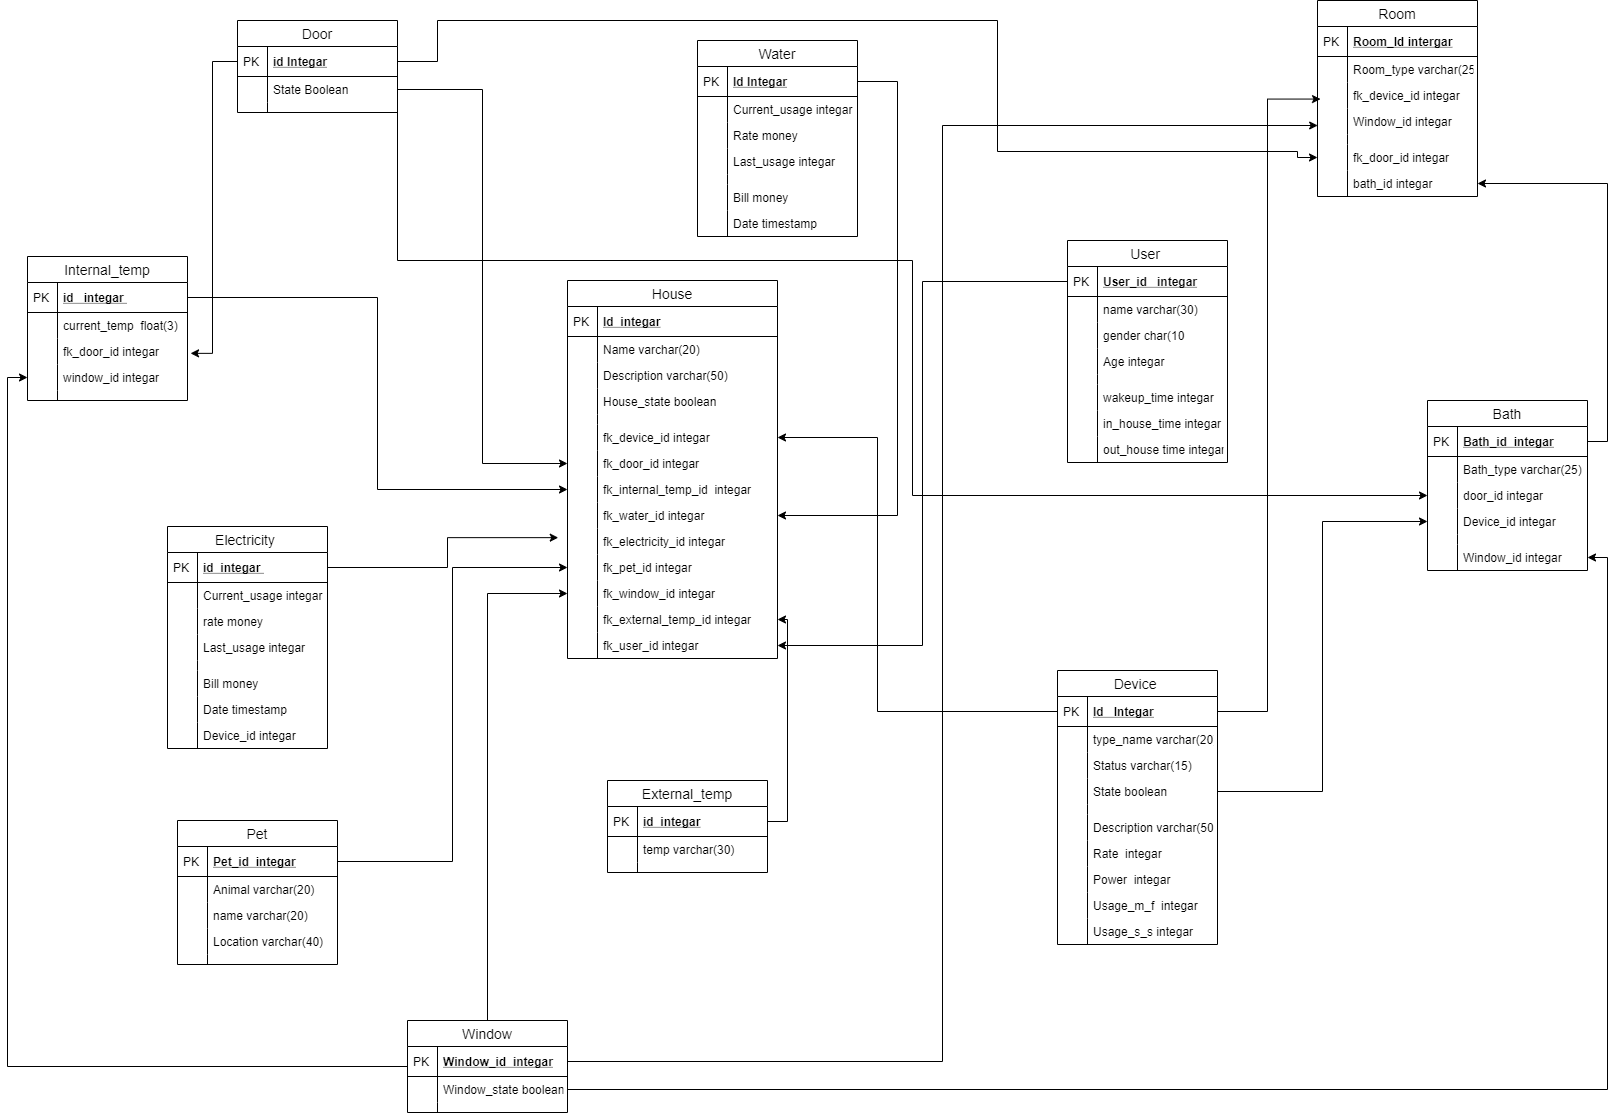 Door
PK id Integar
State Boolean
Water
PK Id Integar
Current_usage integar
Rate money
Last_usage integar
Bill money
Date timestamp
Room
PK Room_Id intergar
Room_type varchar(25
fk_device_id integar
Window_id integar
fk_door_id integar
bath_id integar
Internal_temp
PK id integar
current_temp float(3)
fk_door_id integar
window_id integar
House
PK Id integar
Name varchar(20)
Description varchar(50)
House_state boolean
fk_device_id integar
fk_door_id integar
fk_internal_temp_id integar
fk_water_id integar
fk_electricity_id integar
fk_pet_id integar
fk_window_id integar
fk_external_temp_id integar
fk_user_id integar
User
PK User_id integar
name varchar(30)
gender char(10
Age integar
wakeup_time integar
in_house_time integar
out_house time integar
Bath
PK Bath_id integar
Bath_type varchar(25)
door_id integar
Device_id integar
Window_id integar
Electricity
PK id integar
Current_usage integar
rate money
Last_usage integar
Bill money
Date timestamp
Device_id integar
Device
PK Id Integar
type_name varchar(20
Status varchar(15)
State boolean
Description varchar(50
Rate integar
Power integar
Usage_m_f integar
Usage_s_s integar
External_temp
PK id integar
temp varchar(30)
Pet
PK Pet_id integar
Animal varchar(20)
name varchar(20)
Location varchar(40)
Window
PK Window_id integar
Window_state boolean